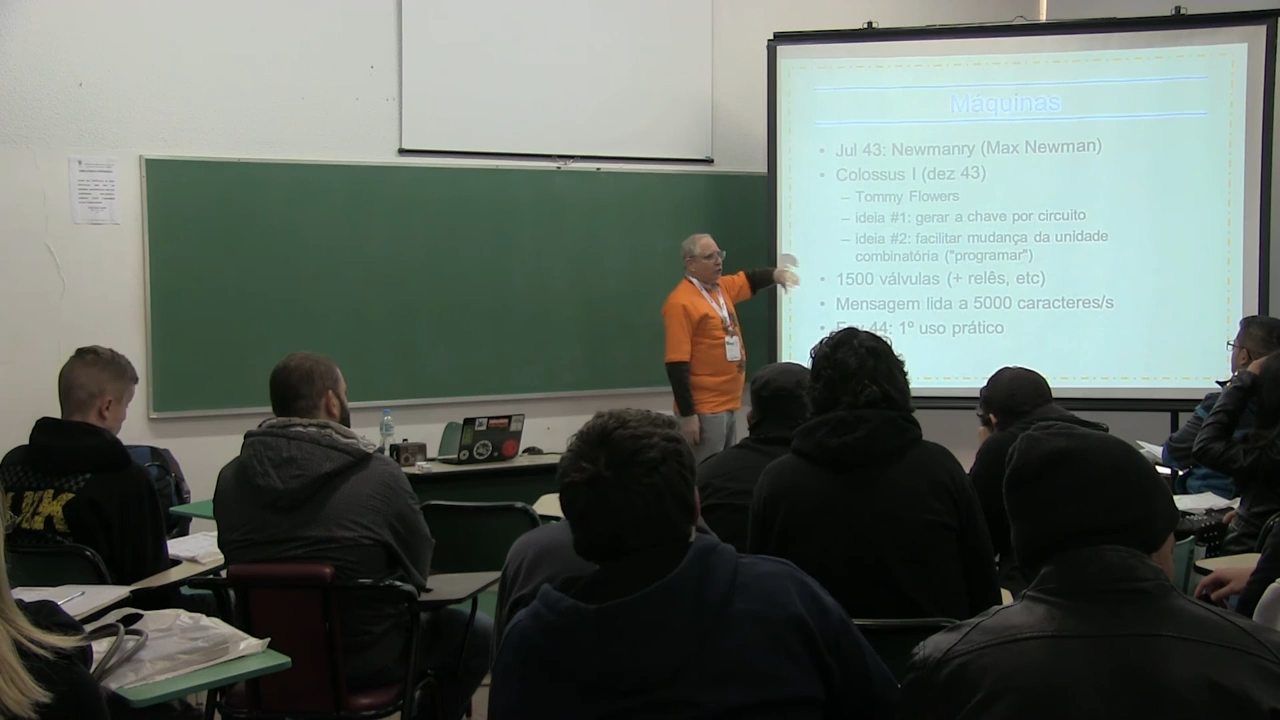 Máquinas
• Jul 43: Newmanry (Max Newman)
• Colossus I (dez 43)
– Tommy Flowers
– ideia #1: gerar a chave por circuito
– ideia #2: facilitar mudança da unidade
combinatória ("programar")
• 1500 válvulas (+ relês, etc)
• Mensagem lida a 5000 caracteres/s
• 44: 1º uso prático